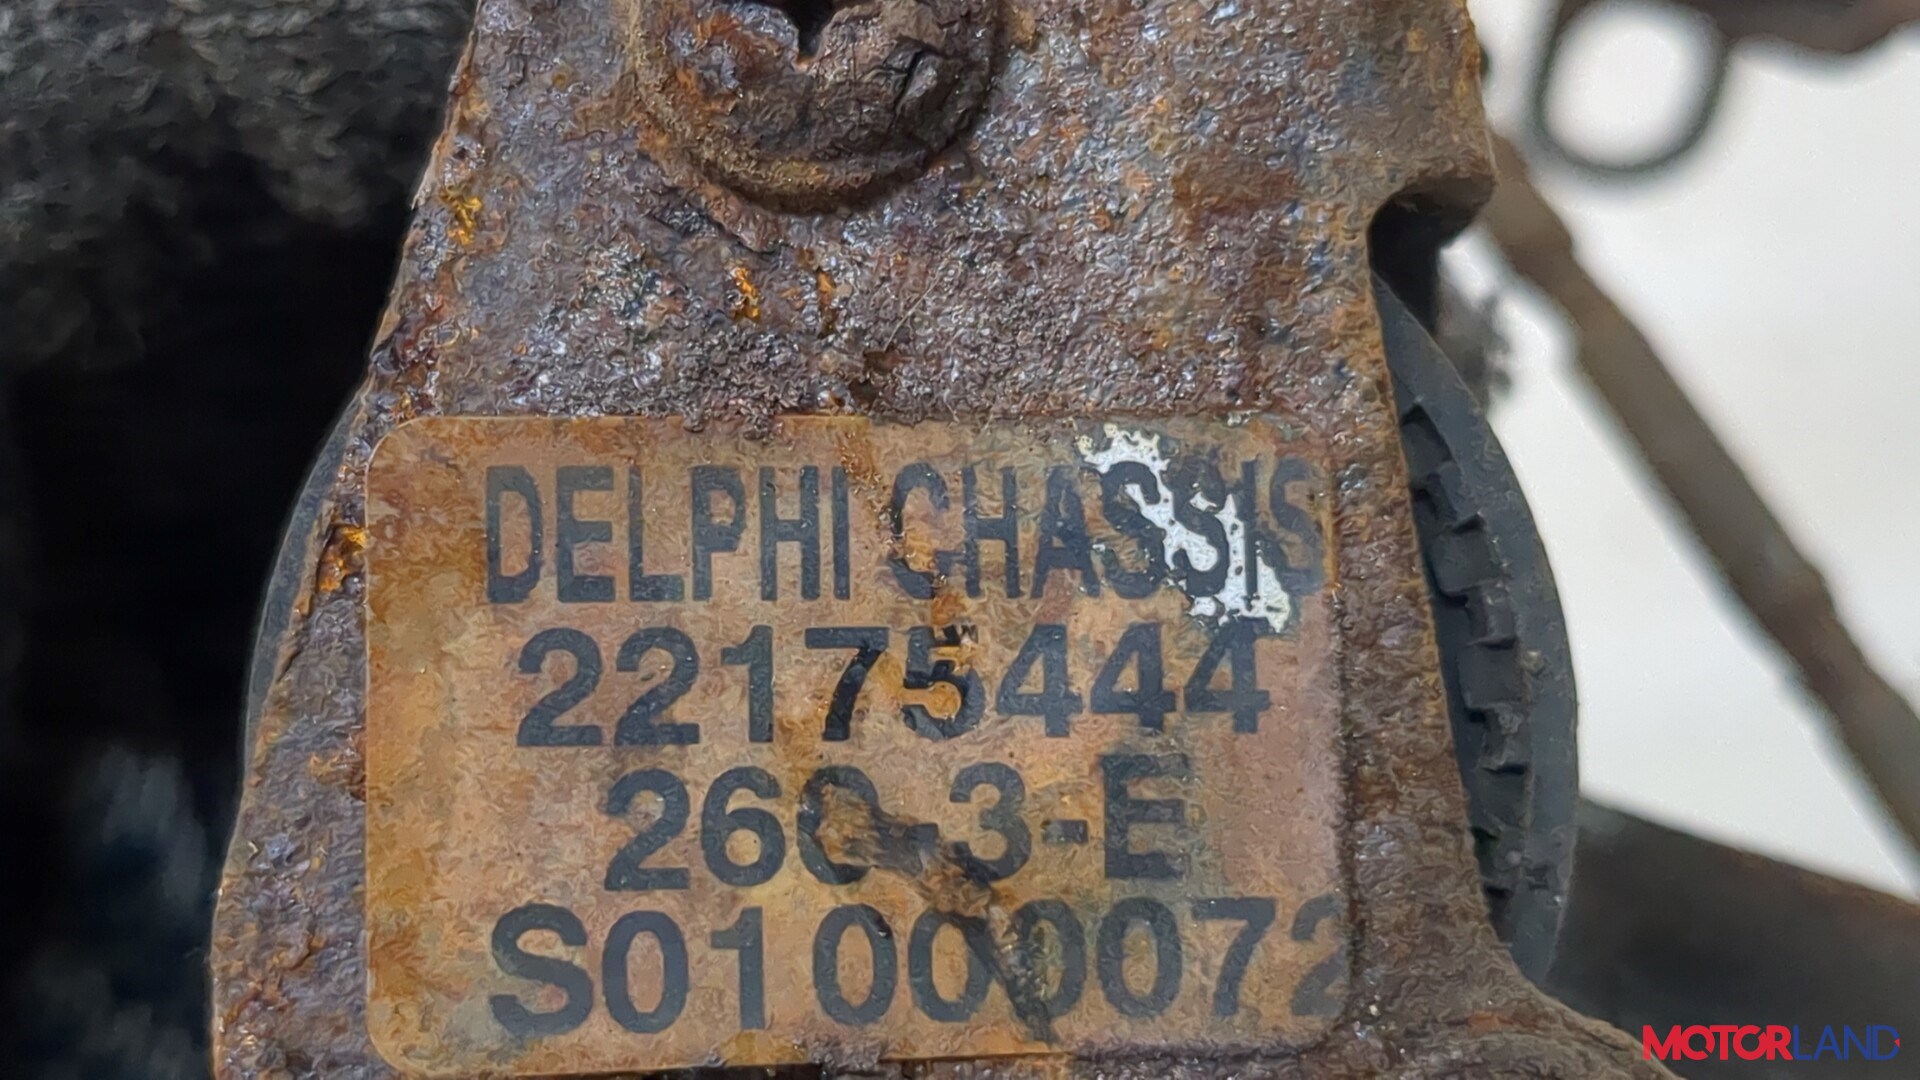 DELPHI CHASSIS
22175444
260-3-E
S01000072
MOTORLAND